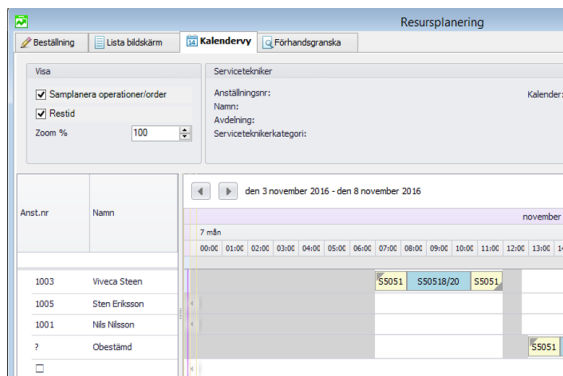 Resursplanering
Beställning Lista bildskärm Kalendervy Förhandsgranska
Visa
Samplanera operationer/order
Restid
Zoom % 100
Servicetekniker
Anställningsnr: Kalender:
Namn:
Avdelning:
Serviceteknikerkategori:
den 3 november 2016 - den 8 november 2016
Anst.nr Namn
november
7 mån
00:00 01:00 02:00 03:00 04:00 05:00 06:00 07:00 08:00 09:00 10:00 11:00 12:00 13:00 14
1003 Viveca Steen S5051 S50518/20 S5051
1005 Sten Eriksson
1001 Nils Nilsson
? Obestämd S5051